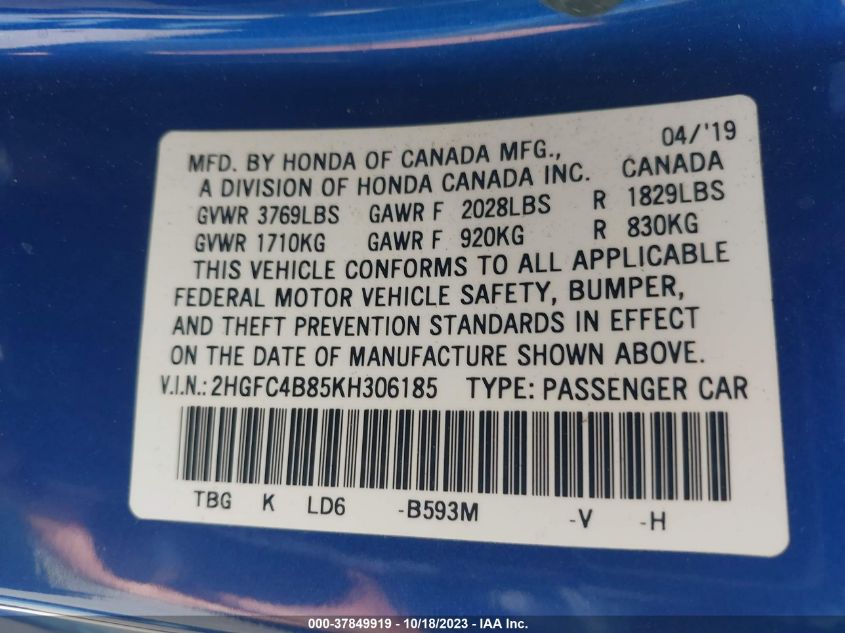 04/'19
MFD. BY HONDA OF CANADA MFG.,
A DIVISION OF HONDA CANADA INC. CANADA
GVWR 3769LBS GAWR F 2028LBS R 1829LBS
GVWR 1710KG GAWR F 920KG R 830KG
THIS VEHICLE CONFORMS TO ALL APPLICABLE
FEDERAL MOTOR VEHICLE SAFETY, BUMPER,
AND THEFT PREVENTION STANDARDS IN EFFECT
ON THE DATE OF MANUFACTURE SHOWN ABOVE.
V.I.N.: 2HGFC4B85KH306185 TYPE: PASSENGER CAR
TBG K LD6 -B593M -V -H
000-37849919 - 10/18/2023 - IAA Inc.